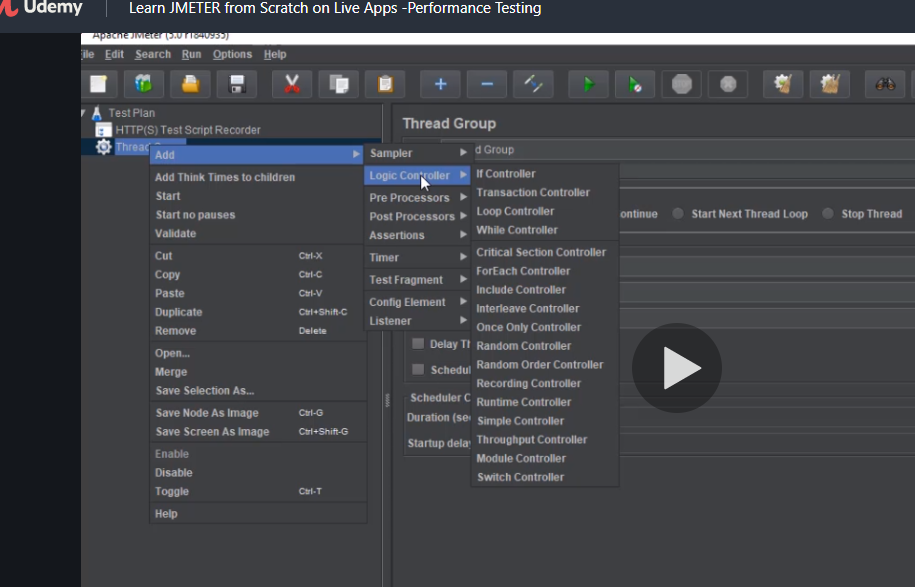 Udemy
Learn JMETER from Scratch on Live Apps -Performance Testing
Apache JMeter (5.0 r1840935)
File Edit Search Run Options Help
Test Plan
HTTP(S) Test Script Recorder
Thread
Thread Group
d Group
ontinue
Start Next Thread Loop
Stop Thread
Delay Th
Schedul
Scheduler C
Duration (sec
Startup delay
Add
Add Think Times to children
Start
Start no pauses
Validate
Cut Ctrl-X
Copy Ctrl-C
Paste Ctrl-V
Duplicate Ctrl+Shift-C
Remove Delete
Open...
Merge
Save Selection As...
Save Node As Image Ctrl-G
Save Screen As Image Ctrl+Shift-G
Enable
Disable
Toggle Ctrl-T
Help
Sampler
Logic Controller
Pre Processors
Post Processors
Assertions
Timer
Test Fragment
Config Element
Listener
If Controller
Transaction Controller
Loop Controller
While Controller
Critical Section Controller
ForEach Controller
Include Controller
Interleave Controller
Once Only Controller
Random Controller
Random Order Controller
Recording Controller
Runtime Controller
Simple Controller
Throughput Controller
Module Controller
Switch Controller